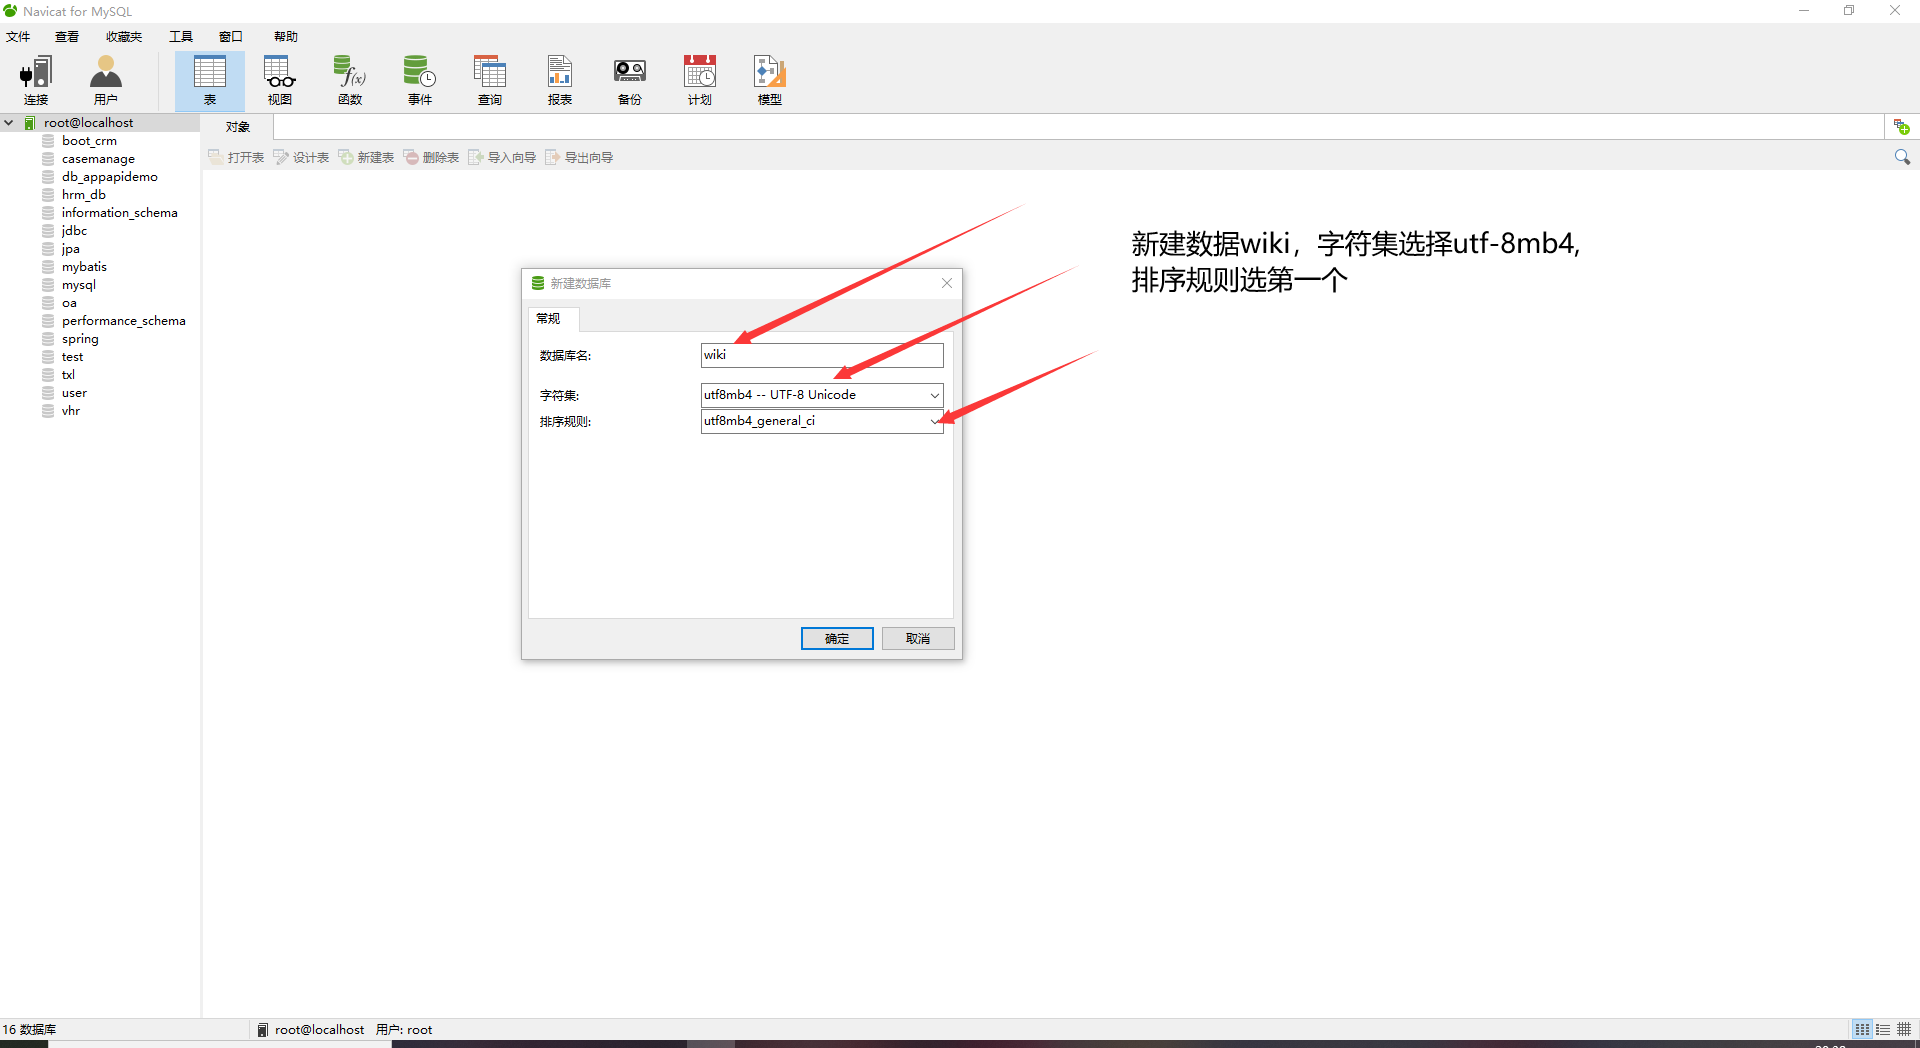 Navicat for MySQL
文件 查看 收藏夹 工具 窗口 帮助
连接 用户 表 视图 函数 事件 查询 报表 备份 计划 模型
root@localhost
对象
打开表 设计表 新建表 删除表 导入向导 导出向导
boot_crm
casemanage
db_appapidemo
hrm_db
information_schema
jdbc
jpa
mybatis
mysql
oa
performance_schema
spring
test
txl
user
vhr
新建数据wiki，字符集选择utf-8mb4,
排序规则选第一个
新建数据库
常规
数据库名: wiki
字符集: utf8mb4 -- UTF-8 Unicode
排序规则: utf8mb4_general_ci
确定 取消
16 数据库 root@localhost 用户: root